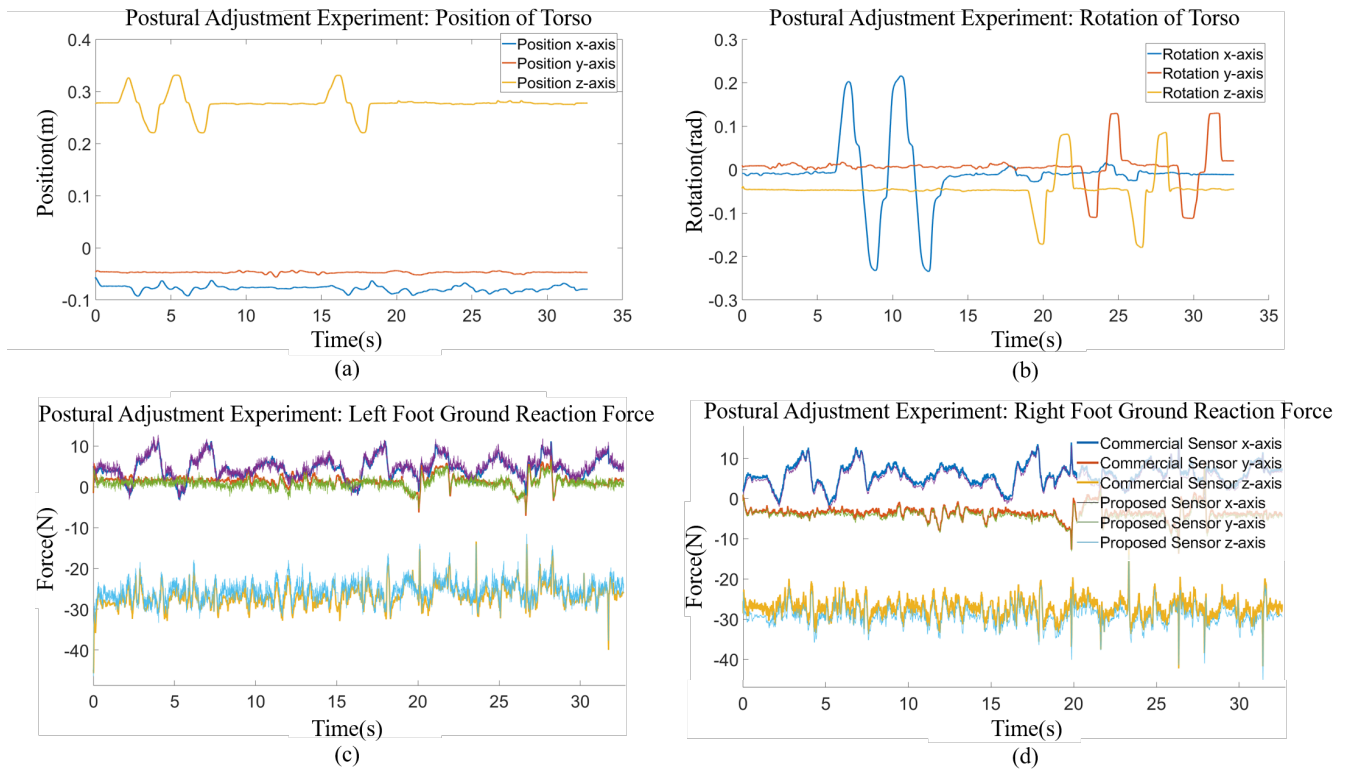 Postural Adjustment Experiment: Position of Torso
0.4
0.3
0.2
0.1
0
-0.1
Position(m)
Position x-axis
Position y-axis
Position z-axis
0 5 10 15 20 25 30 35
Time(s)
(a)
Postural Adjustment Experiment: Rotation of Torso
0.3
0.2
0.1
0
-0.1
-0.2
-0.3
Rotation(rad)
Rotation x-axis
Rotation y-axis
Rotation z-axis
0 5 10 15 20 25 30 35
Time(s)
(b)
Postural Adjustment Experiment: Left Foot Ground Reaction Force
10
0
-10
-20
-30
-40
Force(N)
0 5 10 15 20 25 30
Time(s)
(c)
Postural Adjustment Experiment: Right Foot Ground Reaction Force
10
0
-10
-20
-30
-40
Force(N)
Commercial Sensor x-axis
Commercial Sensor y-axis
Commercial Sensor z-axis
Proposed Sensor x-axis
Proposed Sensor y-axis
Proposed Sensor z-axis
0 5 10 15 20 25 30
Time(s)
(d)